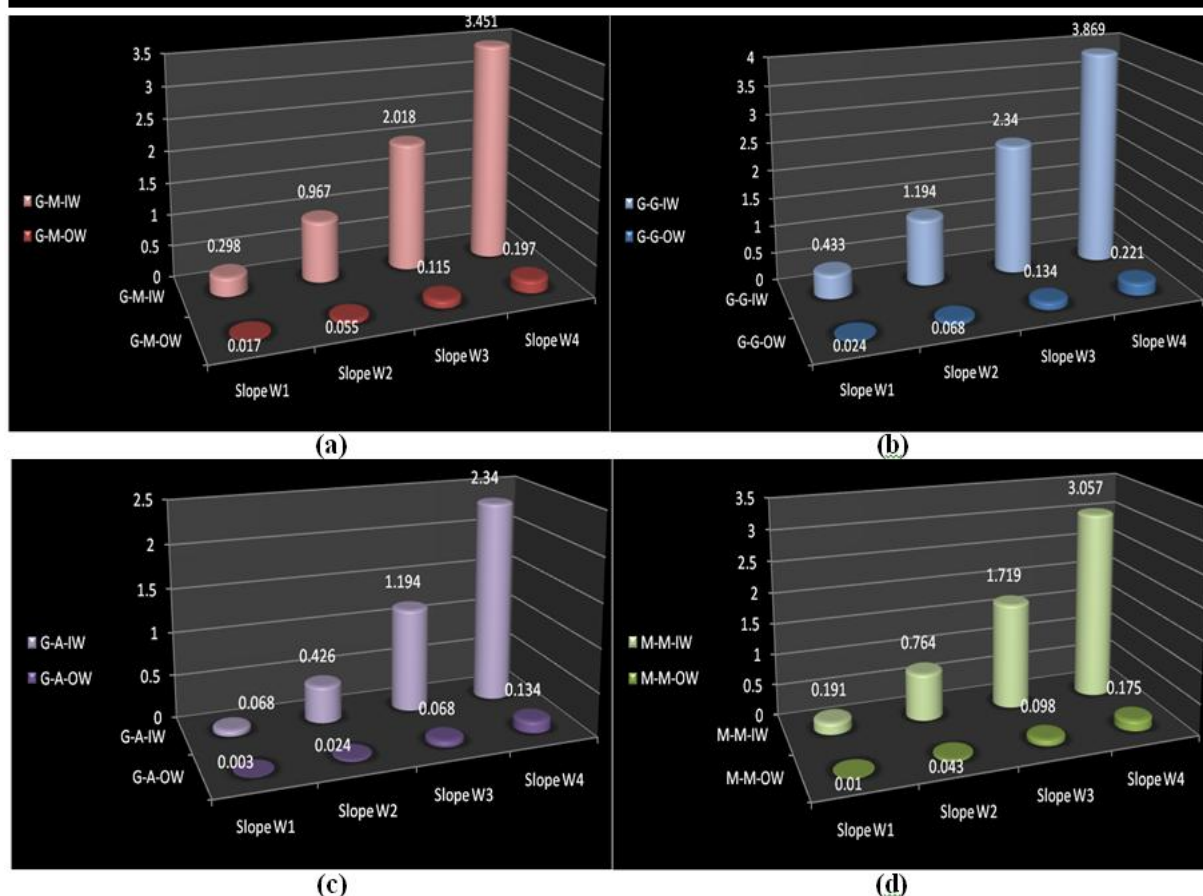 3.451
3.5
3
2.5
2
1.5
1
0.5
0
2.018
0.967
0.298
0.197
0.115
0.055
0.017
G-M-IW
G-M-OW
G-M-IW
G-M-OW
Slope W1
Slope W2
Slope W3
Slope W4
(a)
3.869
4
3.5
3
2.5
2
1.5
1
0.5
0
2.34
1.194
0.433
0.221
0.134
0.068
0.024
G-G-IW
G-G-OW
G-G-IW
G-G-OW
Slope W1
Slope W2
Slope W3
Slope W4
(b)
2.34
2.5
2
1.5
1
0.5
0
1.194
0.426
0.068
0.134
0.068
0.024
0.003
G-A-IW
G-A-OW
G-A-IW
G-A-OW
Slope W1
Slope W2
Slope W3
Slope W4
(c)
3.057
3.5
3
2.5
2
1.5
1
0.5
0
1.719
0.764
0.191
0.175
0.098
0.043
0.01
M-M-IW
M-M-OW
M-M-IW
M-M-OW
Slope W1
Slope W2
Slope W3
Slope W4
(d)